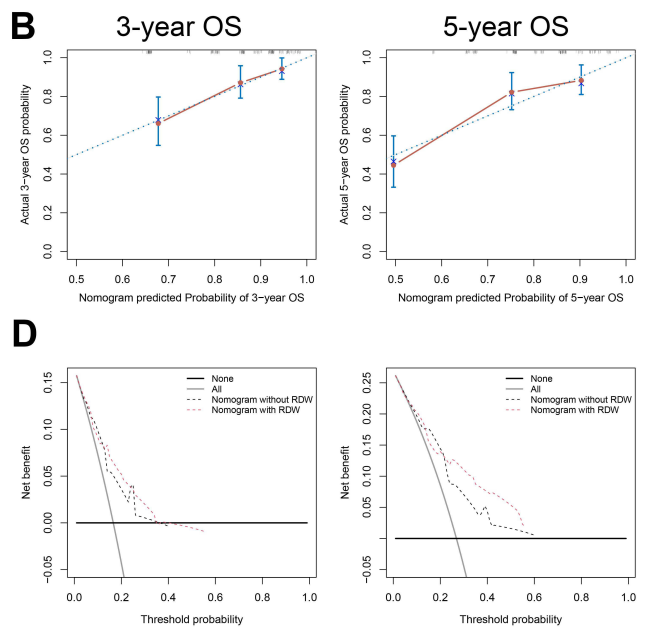 B
3-year OS
5-year OS
Actual 3−year OS probability
0.0 0.2 0.4 0.6 0.8 1.0
0.5 0.6 0.7 0.8 0.9 1.0
Nomogram predicted Probability of 3−year OS
Actual 5−year OS probability
0.0 0.2 0.4 0.6 0.8 1.0
0.5 0.6 0.7 0.8 0.9 1.0
Nomogram predicted Probability of 5−year OS
D
Net benefit
−0.05 0.00 0.05 0.10 0.15
None
All
Nomogram without RDW
Nomogram with RDW
0.0 0.2 0.4 0.6 0.8 1.0
Threshold probability
Net benefit
−0.05 0.05 0.10 0.15 0.20 0.25
None
All
Nomogram without RDW
Nomogram with RDW
0.0 0.2 0.4 0.6 0.8 1.0
Threshold probability